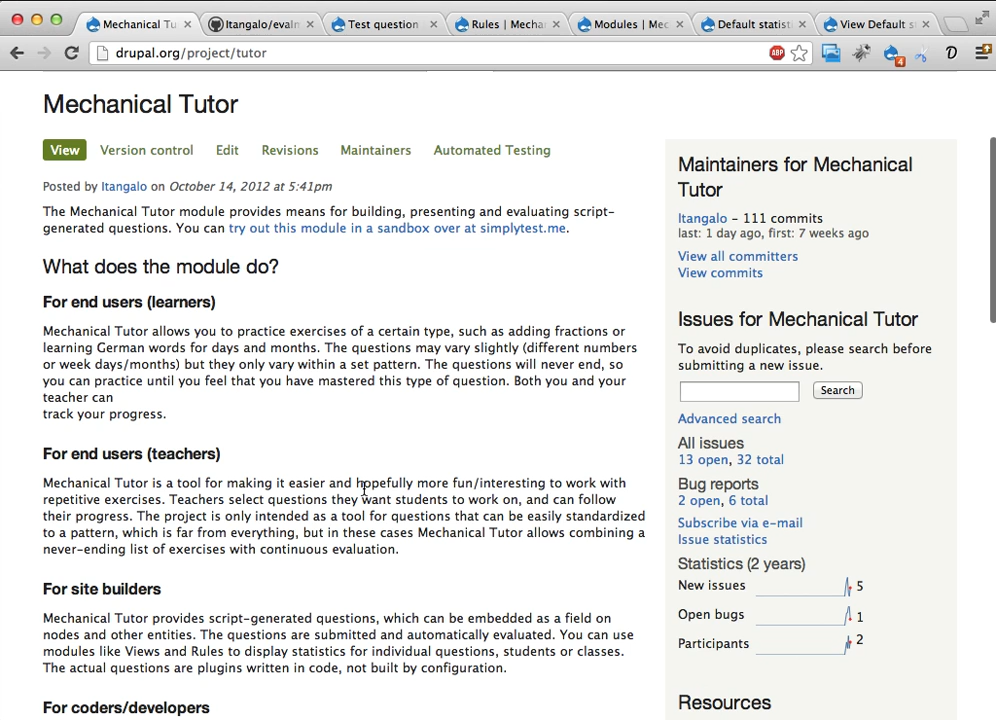 Mechanical Tu
Itangalo/evaln
Test question
Rules | Mechan
Modules | Mec
Default statist
View Default s
drupal.org/project/tutor
ABP
4
Mechanical Tutor
View
Version control
Edit
Revisions
Maintainers
Automated Testing
Posted by Itangalo on October 14, 2012 at 5:41pm
The Mechanical Tutor module provides means for building, presenting and evaluating script-
generated questions. You can try out this module in a sandbox over at simplytest.me.
What does the module do?
For end users (learners)
Mechanical Tutor allows you to practice exercises of a certain type, such as adding fractions or
learning German words for days and months. The questions may vary slightly (different numbers
or week days/months) but they only vary within a set pattern. The questions will never end, so
you can practice until you feel that you have mastered this type of question. Both you and your
teacher can
track your progress.
For end users (teachers)
Mechanical Tutor is a tool for making it easier and hopefully more fun/interesting to work with
repetitive exercises. Teachers select questions they want students to work on, and can follow
their progress. The project is only intended as a tool for questions that can be easily standardized
to a pattern, which is far from everything, but in these cases Mechanical Tutor allows combining a
never-ending list of exercises with continuous evaluation.
For site builders
Mechanical Tutor provides script-generated questions, which can be embedded as a field on
nodes and other entities. The questions are submitted and automatically evaluated. You can use
modules like Views and Rules to display statistics for individual questions, students or classes.
The actual questions are plugins written in code, not built by configuration.
For coders/developers
Maintainers for Mechanical
Tutor
Itangalo – 111 commits
last: 1 day ago, first: 7 weeks ago
View all committers
View commits
Issues for Mechanical Tutor
To avoid duplicates, please search before
submitting a new issue.
Search
Advanced search
All issues
13 open, 32 total
Bug reports
2 open, 6 total
Subscribe via e-mail
Issue statistics
Statistics (2 years)
New issues 5
Open bugs 1
Participants 2
Resources